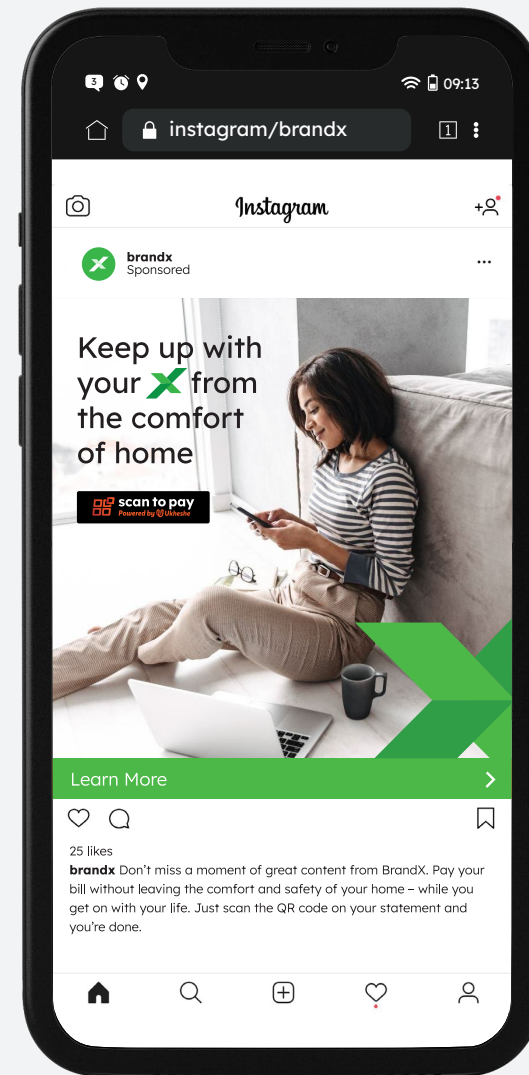 3
09:13
instagram/brandx
1
Instagram
brandx
Sponsored
Keep up with
your X from
the comfort
of home
scan to pay
Powered by Ukheshe
Learn More
25 likes
brandx Don’t miss a moment of great content from BrandX. Pay your
bill without leaving the comfort and safety of your home – while you
get on with your life. Just scan the QR code on your statement and
you’re done.